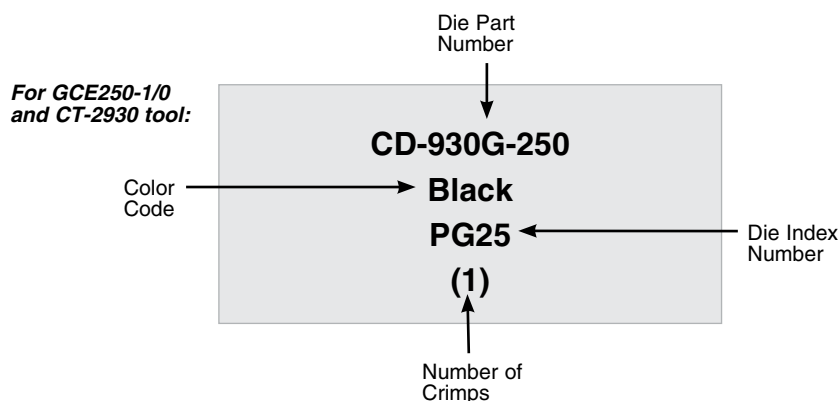 Die Part
Number
For GCE250-1/0
and CT-2930 tool:
CD-930G-250
Color
Code
Black
PG25
Die Index
Number
(1)
Number of
Crimps